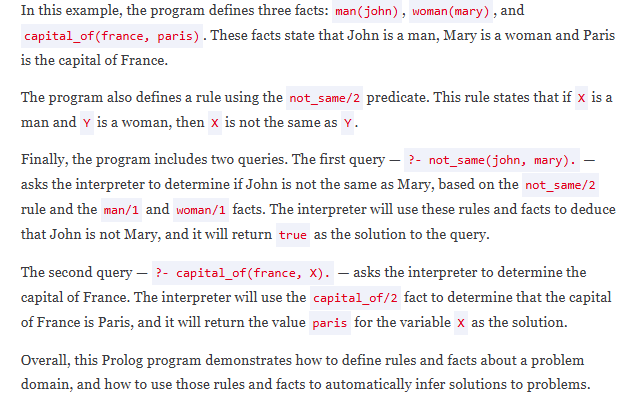 In this example, the program defines three facts: man(john), woman(mary), and
capital_of(france, paris). These facts state that John is a man, Mary is a woman and Paris
is the capital of France.
The program also defines a rule using the not_same/2 predicate. This rule states that if X is a
man and Y is a woman, then X is not the same as Y.
Finally, the program includes two queries. The first query — ?- not_same(john, mary). —
asks the interpreter to determine if John is not the same as Mary, based on the not_same/2
rule and the man/1 and woman/1 facts. The interpreter will use these rules and facts to deduce
that John is not Mary, and it will return true as the solution to the query.
The second query — ?- capital_of(france, X). — asks the interpreter to determine the
capital of France. The interpreter will use the capital_of/2 fact to determine that the capital
of France is Paris, and it will return the value paris for the variable X as the solution.
Overall, this Prolog program demonstrates how to define rules and facts about a problem
domain, and how to use those rules and facts to automatically infer solutions to problems.